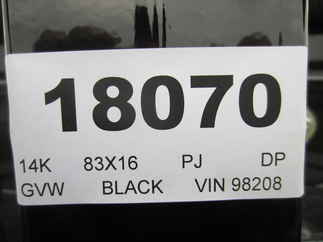 18070
14K 83X16 PJ DP
GVW BLACK VIN 98208